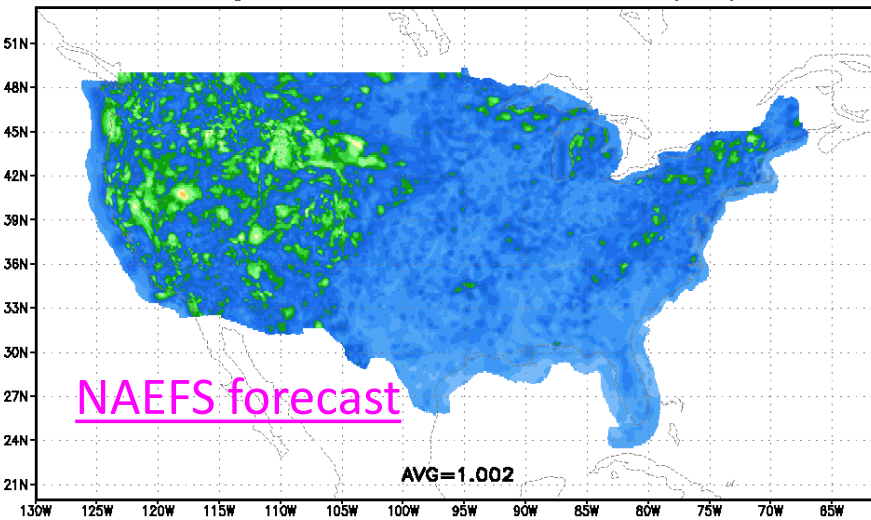 51N
48N
45N
42N
39N
36N
33N
30N
NAEFS forecast
27N
24N
AVG=1.002
21N
130W 125W 120W 115W 110W 105W 100W 95W 90W 85W 80W 75W 70W 65W